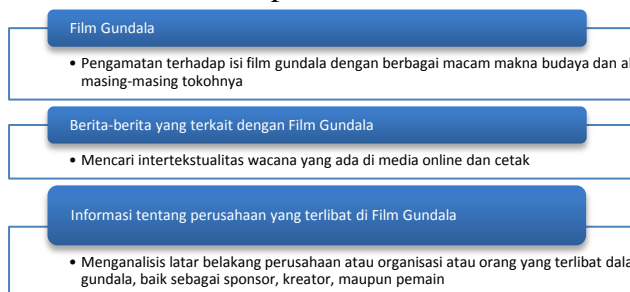 Film Gundala
• Pengamatan terhadap isi film gundala dengan berbagai macam makna budaya dan
masing-masing tokohnya
Berita-berita yang terkait dengan Film Gundala
• Mencari intertekstualitas wacana yang ada di media online dan cetak
Informasi tentang perusahaan yang terlibat di Film Gundala
• Menganalisis latar belakang perusahaan atau organisasi atau orang yang terlibat
gundala, baik sebagai sponsor, kreator, maupun pemain